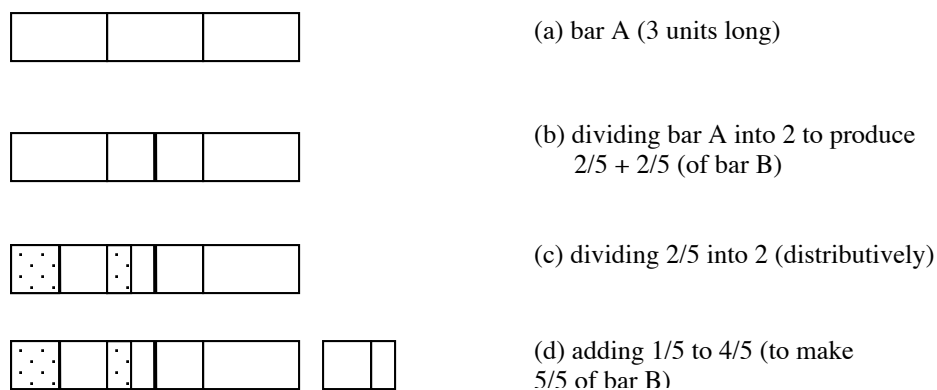 (a) bar A (3 units long)
(b) dividing bar A into 2 to produce
2/5 + 2/5 (of bar B)
(c) dividing 2/5 into 2 (distributively)
(d) adding 1/5 to 4/5 (to make
5/5 of bar B)